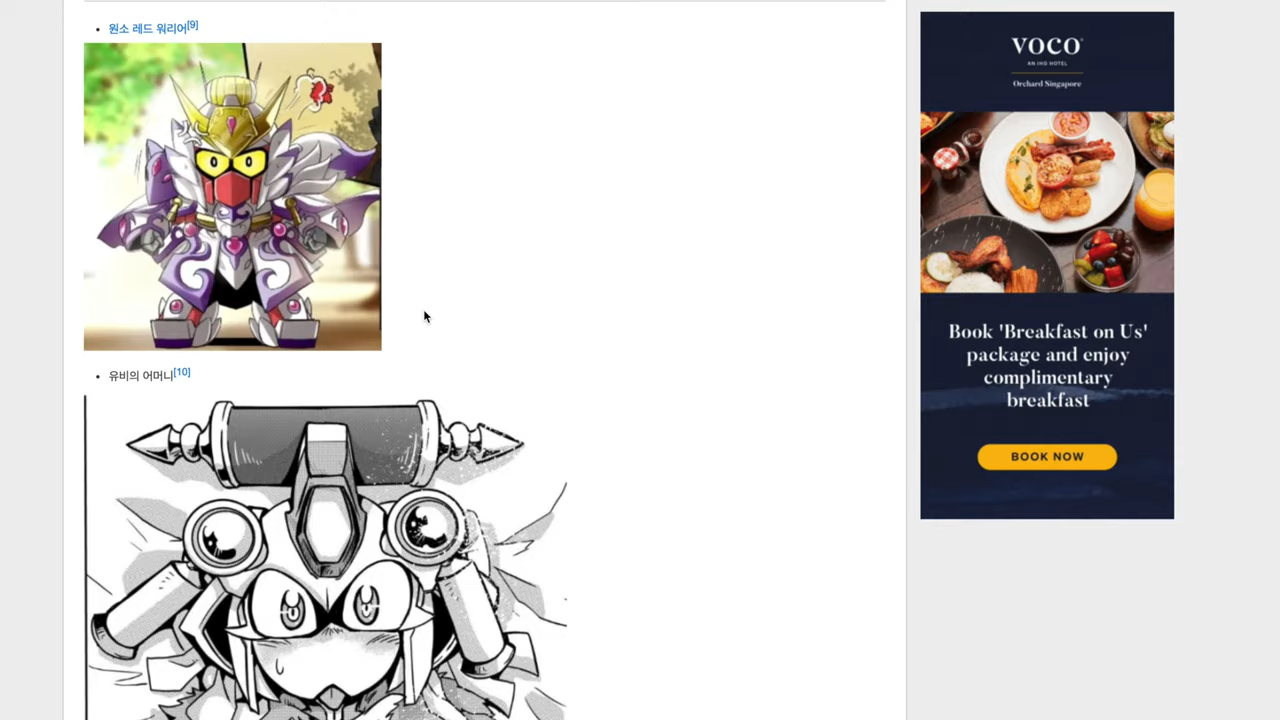 원소 레드 워리어[9]
유비의 어머니[10]
VOCO
AN IHG HOTEL
Orchard Singapore
Book 'Breakfast on Us'
package and enjoy
complimentary
breakfast
BOOK NOW